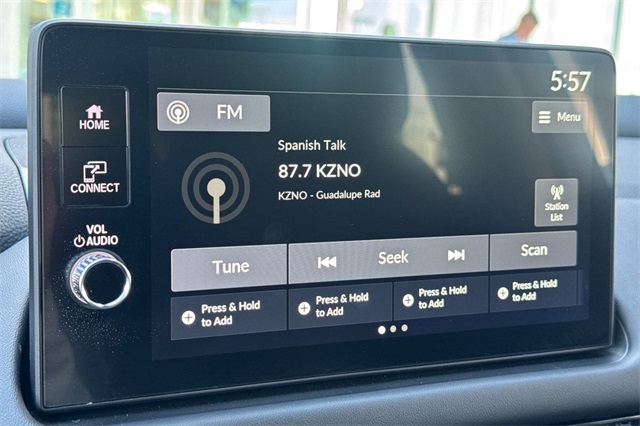 5:57
HOME
FM
Menu
CONNECT
Spanish Talk
87.7 KZNO
KZNO - Guadalupe Rad
Station
List
VOL
AUDIO
Tune
Seek
Scan
Press & Hold
to Add
Press & Hold
to Add
Press & Hold
to Add
Press & Hold
to Add